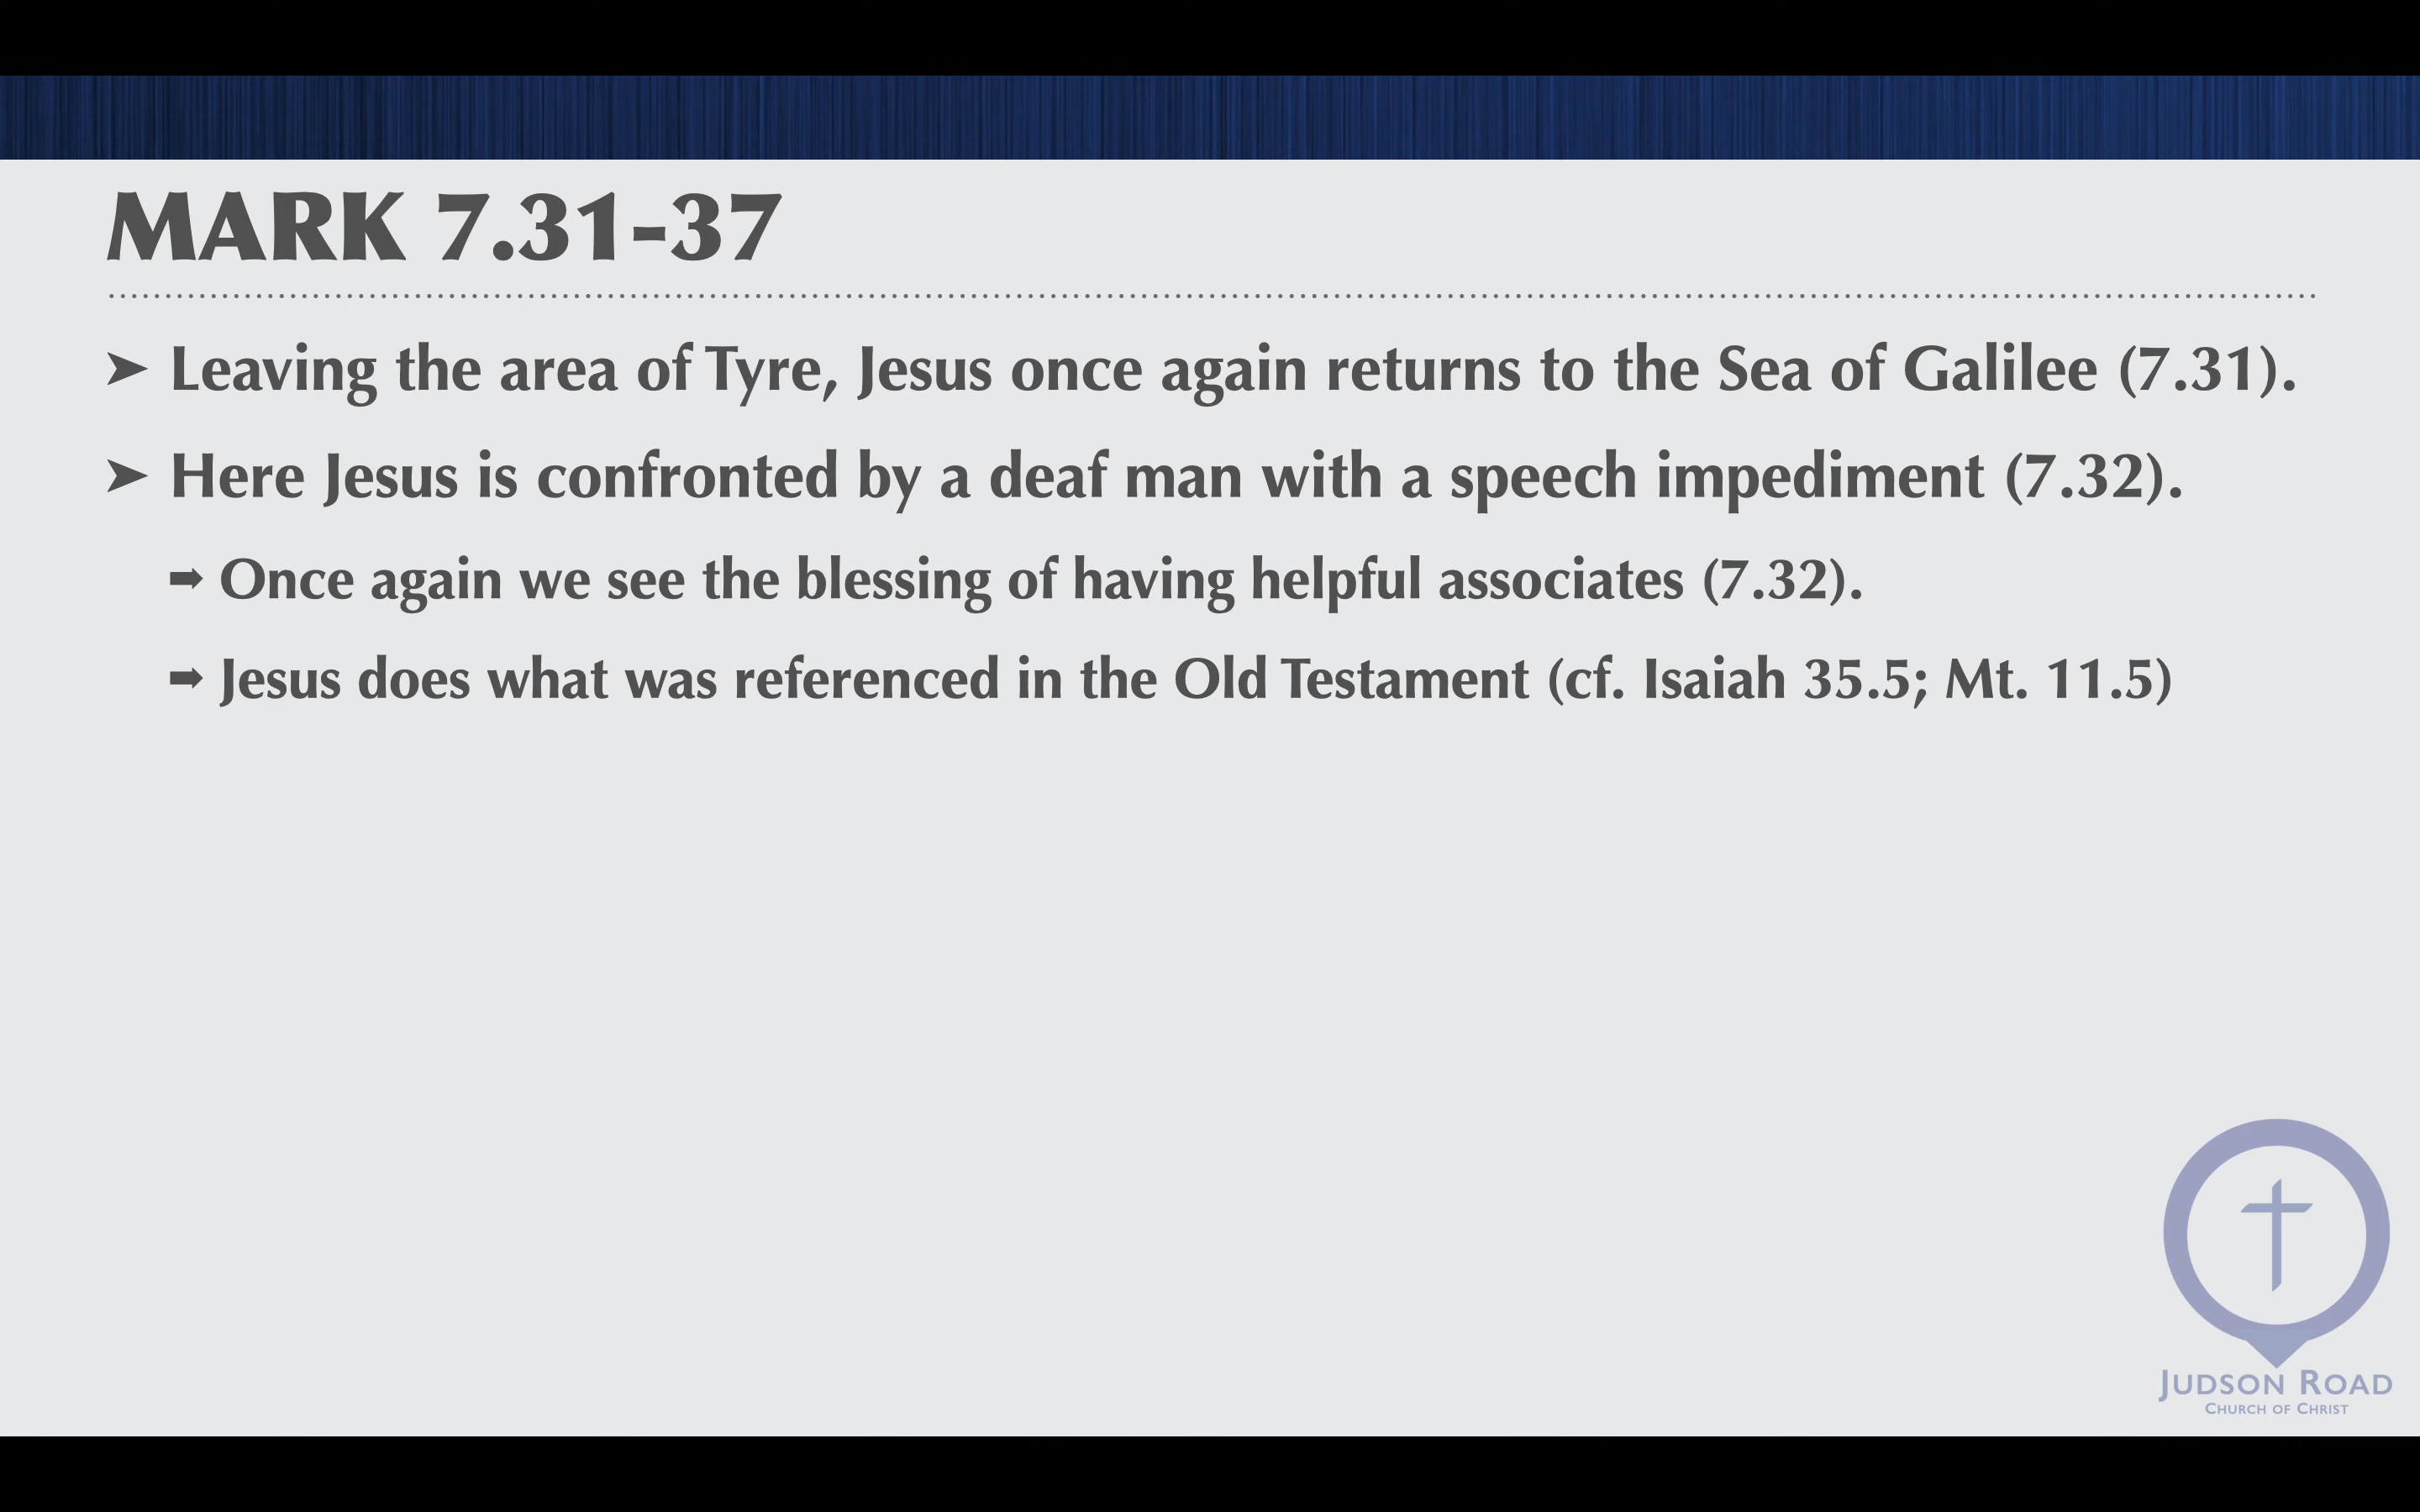 MARK 7.31-37
➤ Leaving the area of Tyre, Jesus once again returns to the Sea of Galilee (7.31).
➤ Here Jesus is confronted by a deaf man with a speech impediment (7.32).
➡ Once again we see the blessing of having helpful associates (7.32).
➡ Jesus does what was referenced in the Old Testament (cf. Isaiah 35.5; Mt. 11.5)
JUDSON ROAD
CHURCH OF CHRIST